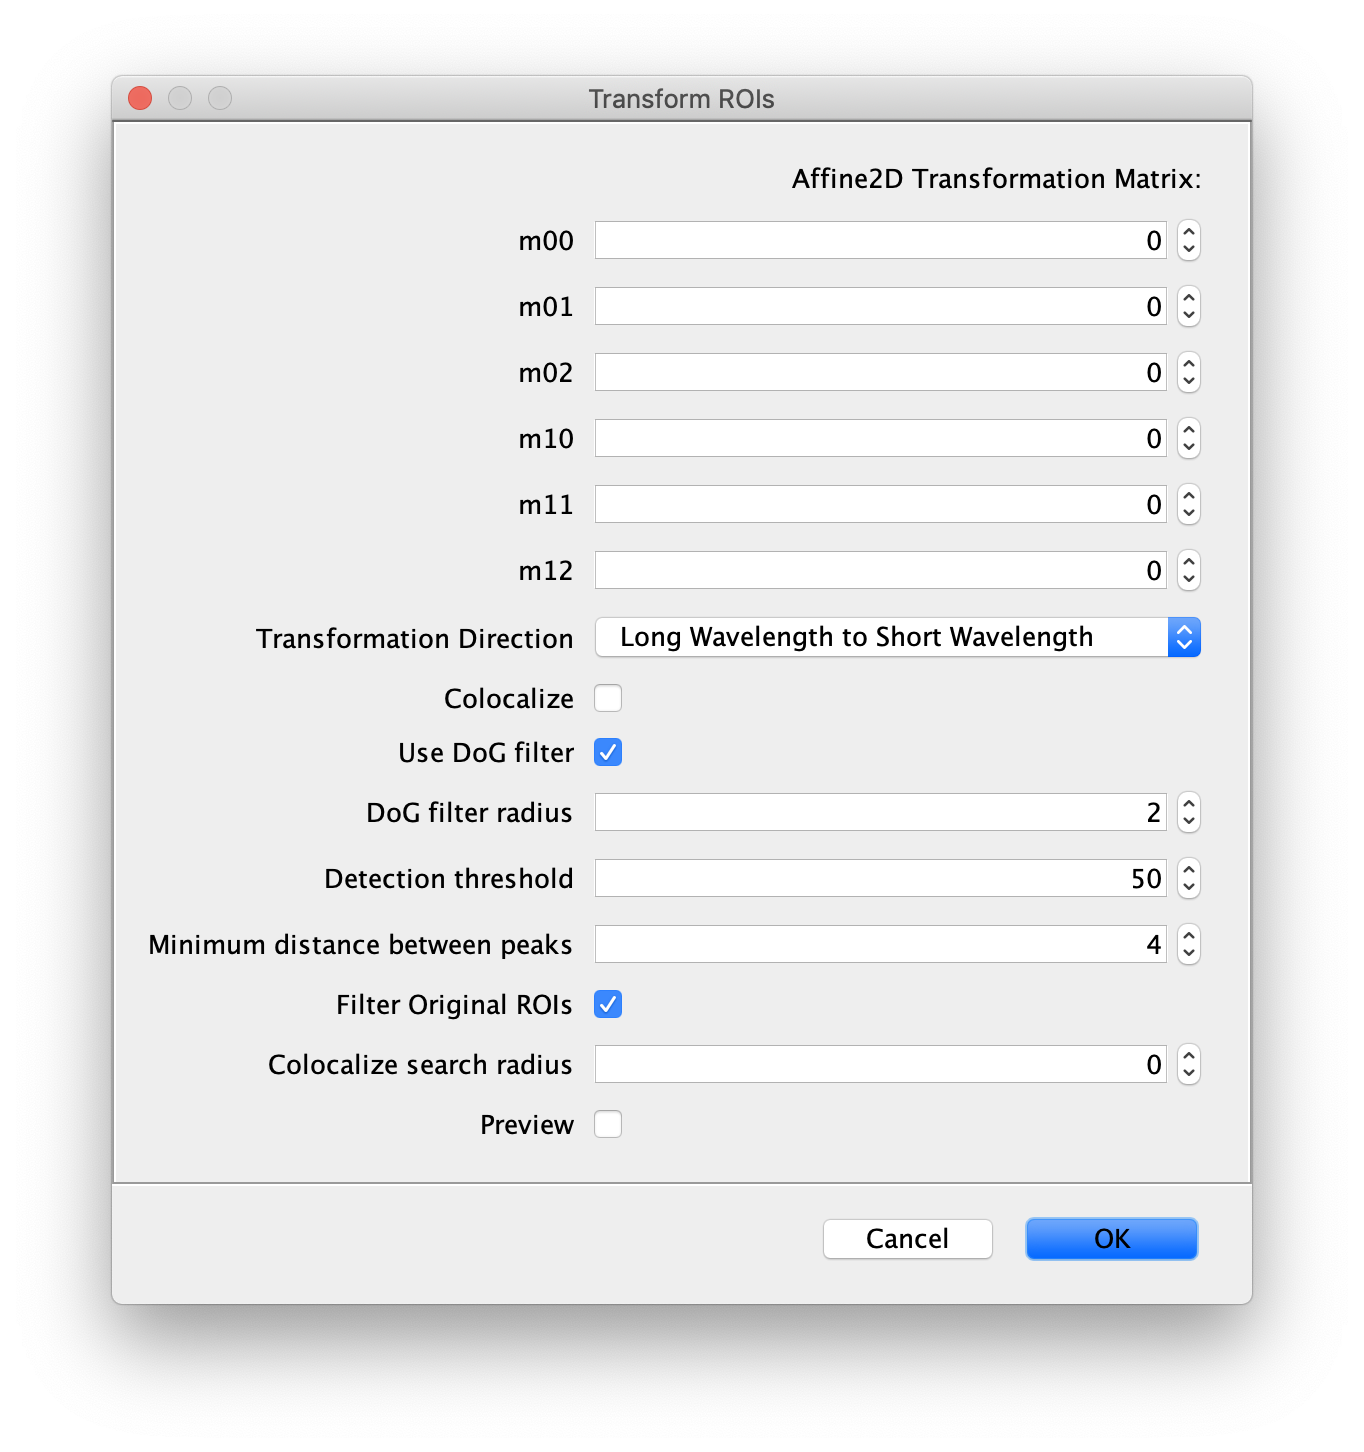 Transform ROIs
Affine2D Transformation Matrix:
m00 0
m01 0
m02 0
m10 0
m11 0
m12 0
Transformation Direction Long Wavelength to Short Wavelength
Colocalize
Use DoG filter
DoG filter radius 2
Detection threshold 50
Minimum distance between peaks 4
Filter Original ROIs
Colocalize search radius 0
Preview
Cancel OK